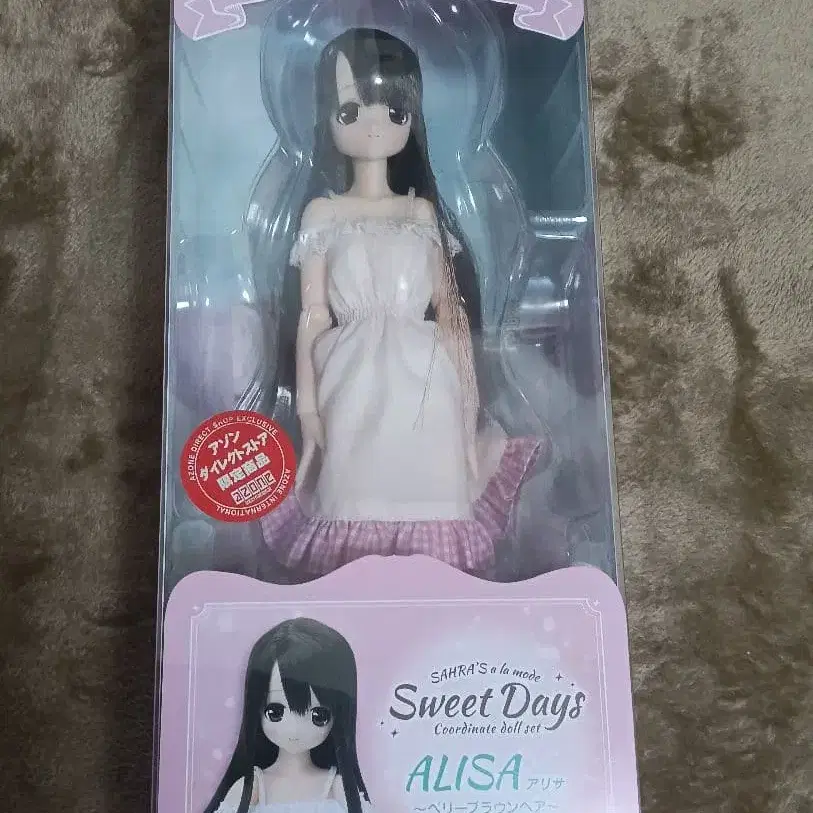 AZONE DIRECT SHOP EXCLUSIVE
アゾン
ダイレクトストア
限定商品
azone
AZONE INTERNATIONAL
SAHRA'S a la mode
Sweet Days
Coordinate doll set
ALISA アリサ
～ベリーブラウンヘア～